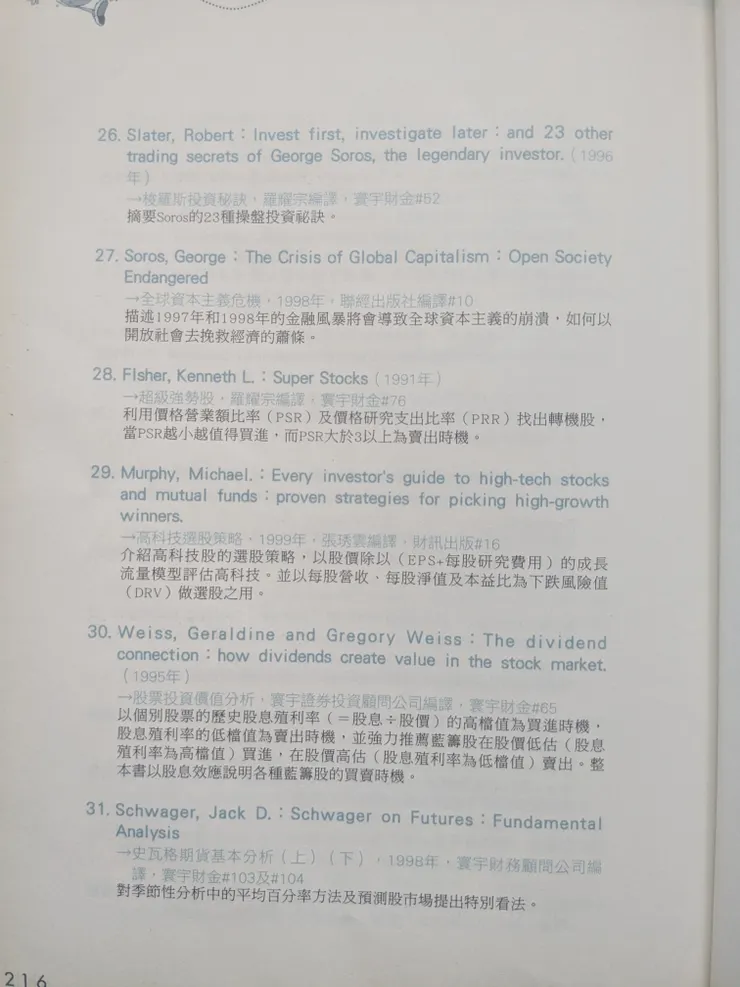 26. Slater, Robert：Invest first, investigate later：and 23 other
trading secrets of George Soros, the legendary investor.（1996
年）
→梭羅斯投資秘訣，羅耀宗編譯，寰宇財金#52
摘要Soros的23種操盤投資祕訣。
27. Soros, George：The Crisis of Global Capitalism：Open Society
Endangered
→全球資本主義危機，1998年，聯經出版社編譯#10
描述1997年和1998年的金融風暴將會導致全球資本主義的崩潰，如何以
開放社會去挽救經濟的蕭條。
28. FIsher, Kenneth L.：Super Stocks（1991年）
→超級強勢股，羅耀宗編譯，寰宇財金#76
利用價格營業額比率（PSR）及價格研究支出比率（PRR）找出轉機股，
當PSR越小越值得買進，而PSR大於3以上為賣出時機。
29. Murphy, Michael.：Every investor's guide to high-tech stocks
and mutual funds：proven strategies for picking high-growth
winners.
→高科技選股策略，1999年，張琇雲編譯，財訊出版#16
介紹高科技股的選股策略，以股價除以（EPS+每股研究費用）的成長
流量模型評估高科技。並以每股營收、每股淨值及本益比為下跌風險值
（DRV）做選股之用。
30. Weiss, Geraldine and Gregory Weiss：The dividend
connection：how dividends create value in the stock market.
（1995年）
→股票投資價值分析，寰宇證券投資顧問公司編譯，寰宇財金#65
以個別股票的歷史股息殖利率（＝股息÷股價）的高檔值為買進時機，
股息殖利率的低檔值為賣出時機，並強力推薦藍籌股在股價低估（股息
殖利率為高檔值）買進，在股價高估（股息殖利率為低檔值）賣出。整
本書以股息效應說明各種藍籌股的買賣時機。
31. Schwager, Jack D.：Schwager on Futures：Fundamental
Analysis
→史瓦格期貨基本分析（上）（下），1998年，寰宇財務顧問公司編
譯，寰宇財金#103及#104
對季節性分析中的平均百分率方法及預測股市場提出特別看法。
216